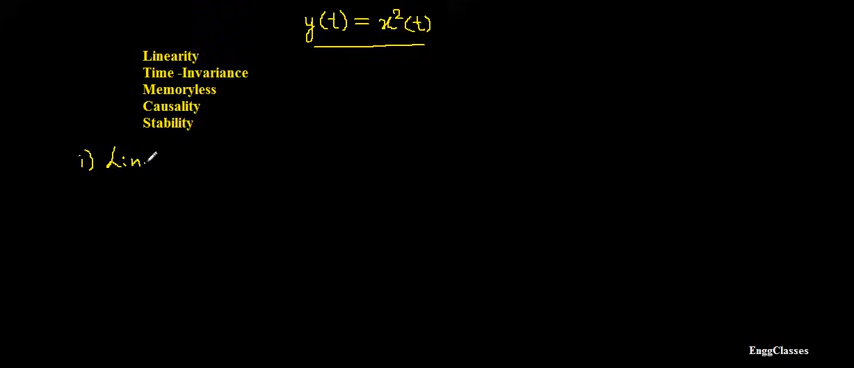 y(t) = x²(t)
Linearity
Time -Invariance
Memoryless
Causality
Stability
i) Lin.
EnggClasses